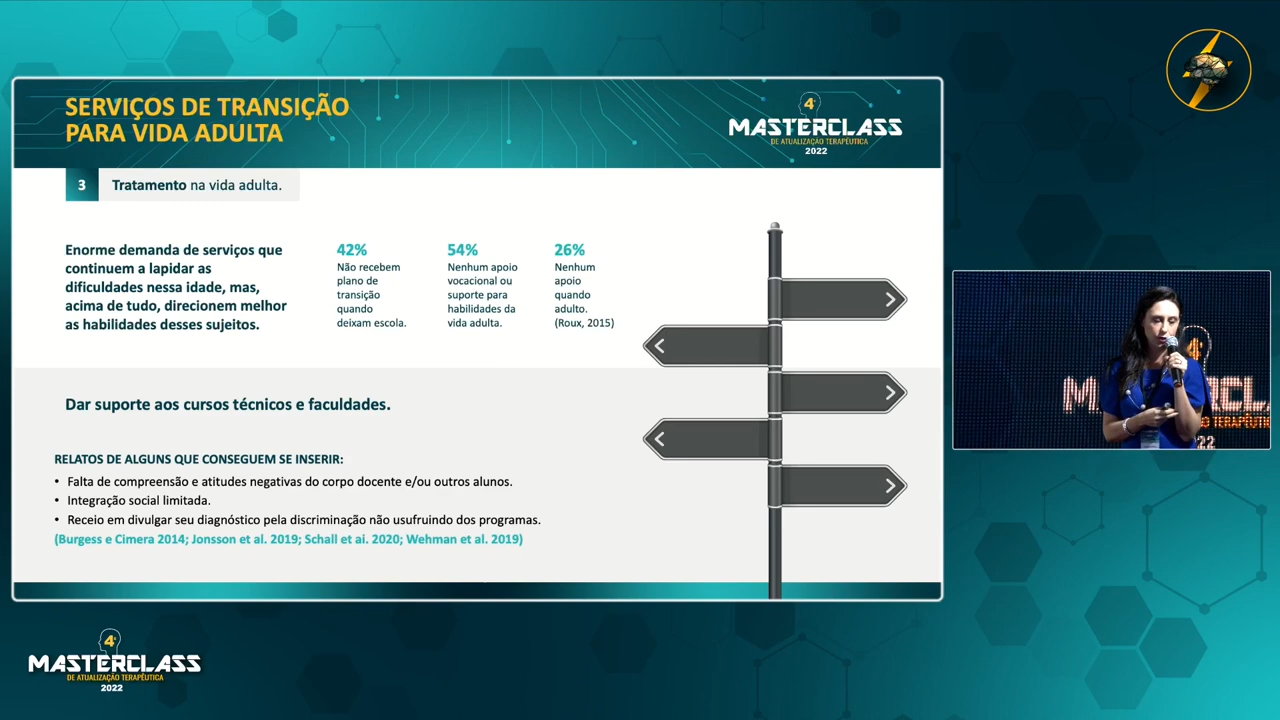 SERVIÇOS DE TRANSIÇÃO
PARA VIDA ADULTA
4ª
MASTERCLASS
DE ATUALIZAÇÃO TERAPÊUTICA
2022
3 Tratamento na vida adulta.
Enorme demanda de serviços que
continuem a lapidar as
dificuldades nessa idade, mas,
acima de tudo, direcionem melhor
as habilidades desses sujeitos.
42%
Não recebem
plano de
transição
quando
deixam escola.
54%
Nenhum apoio
vocacional ou
suporte para
habilidades da
vida adulta.
26%
Nenhum
apoio
quando
adulto.
(Roux, 2015)
Dar suporte aos cursos técnicos e faculdades.
RELATOS DE ALGUNS QUE CONSEGUEM SE INSERIR:
• Falta de compreensão e atitudes negativas do corpo docente e/ou outros alunos.
• Integração social limitada.
• Receio em divulgar seu diagnóstico pela discriminação não usufruindo dos programas.
(Burgess e Cimera 2014; Jonsson et al. 2019; Schall et ai. 2020; Wehman et al. 2019)
4ª
MASTERCLASS
DE ATUALIZAÇÃO TERAPÊUTICA
2022